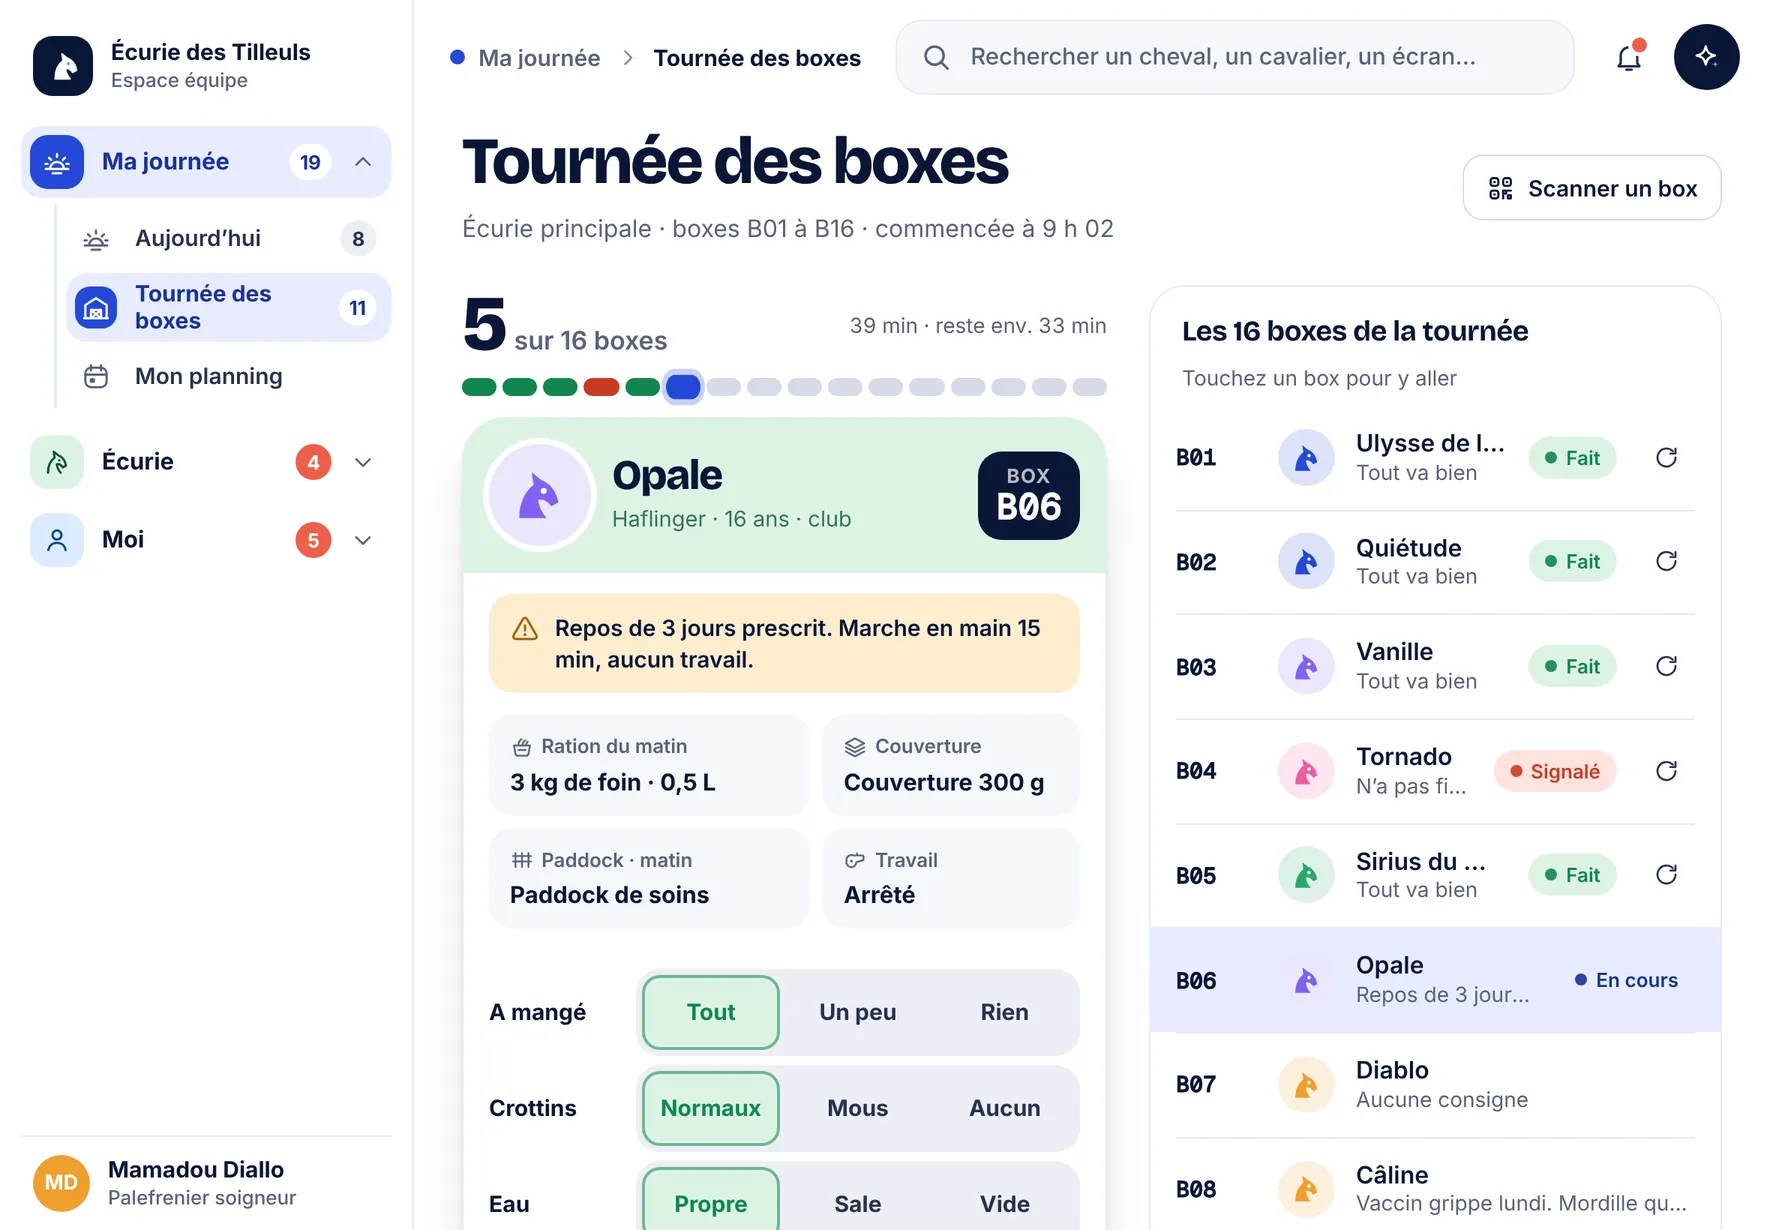 Écurie des Tilleuls
Espace équipe
Ma journée
19
Aujourd’hui
8
Tournée des
boxes
11
Mon planning
Écurie
4
Moi
5
MD
Mamadou Diallo
Palefrenier soigneur
Ma journée
Tournée des boxes
Rechercher un cheval, un cavalier, un écran…
Tournée des boxes
Écurie principale · boxes B01 à B16 · commencée à 9 h 02
Scanner un box
5 sur 16 boxes
39 min · reste env. 33 min
Opale
Haflinger · 16 ans · club
BOX
B06
Repos de 3 jours prescrit. Marche en main 15
min, aucun travail.
Ration du matin
3 kg de foin · 0,5 L
Couverture
Couverture 300 g
Paddock · matin
Paddock de soins
Travail
Arrêté
A mangé
Tout
Un peu
Rien
Crottins
Normaux
Mous
Aucun
Eau
Propre
Sale
Vide
Les 16 boxes de la tournée
Touchez un box pour y aller
B01
Ulysse de l…
Tout va bien
Fait
B02
Quiétude
Tout va bien
Fait
B03
Vanille
Tout va bien
Fait
B04
Tornado
N’a pas fi…
Signalé
B05
Sirius du …
Tout va bien
Fait
B06
Opale
Repos de 3 jour…
En cours
B07
Diablo
Aucune consigne
B08
Câline
Vaccin grippe lundi. Mordille qu…